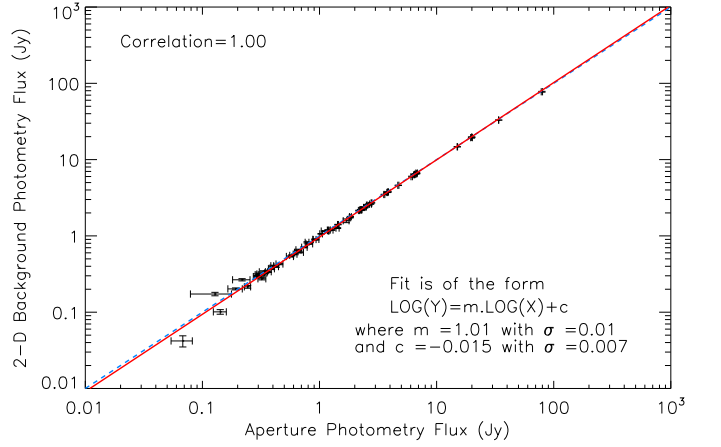 10³
Correlation=1.00
100
10
1
0.1
0.01
2-D Background Photometry Flux (Jy)
Fit is of the form
LOG(Y)=m.LOG(X)+c
where m =1.01 with σ =0.01
and c =-0.015 with σ =0.007
0.01 0.1 1 10 100 10³
Aperture Photometry Flux (Jy)